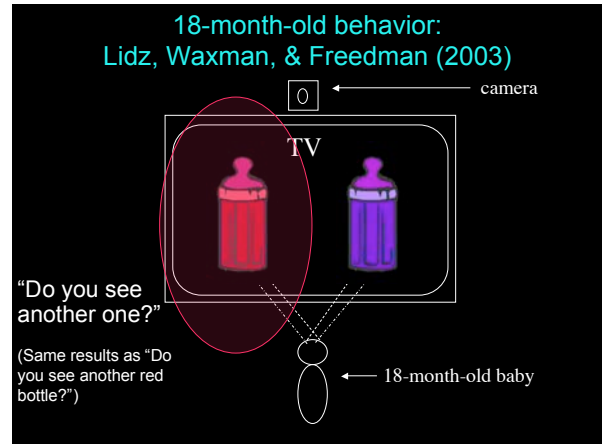 18-month-old behavior:
Lidz, Waxman, & Freedman (2003)
camera
TV
“Do you see
another one?”
(Same results as “Do
you see another red
bottle?”)
18-month-old baby